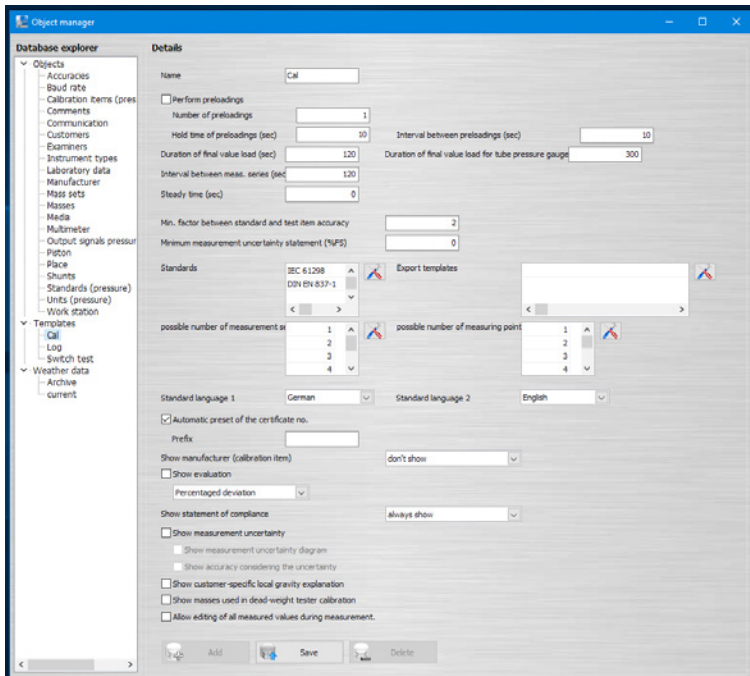 Object manager
Database explorer
Objects
Accuracies
Baud rate
Calibration items (pres
Comments
Communication
Customers
Examiners
Instrument types
Laboratory data
Manufacturer
Mass sets
Masses
Media
Multimeter
Output signals pressur
Piston
Place
Shunts
Standards (pressure)
Units (pressure)
Work station
Templates
Cal
Log
Switch test
Weather data
Archive
current
Details
Name Cal
Perform preloadings
Number of preloadings 1
Hold time of preloadings (sec) 10 Interval between preloadings (sec) 10
Duration of final value load (sec) 120 Duration of final value load for tube pressure gauge 300
Interval between meas. series (sec 120
Steady time (sec) 0
Min. factor between standard and test item accuracy 2
Minimum measurement uncertainty statement (%FS) 0
Standards IEC 61298 Export templates
DIN EN 837-1
possible number of measurement se 1 possible number of measuring point 1
2 2
3 3
4 4
Standard language 1 German Standard language 2 English
Automatic preset of the certificate no.
Prefix
Show manufacturer (calibration item) don't show
Show evaluation
Percentaged deviation
Show statement of compliance always show
Show measurement uncertainty
Show measurement uncertainty diagram
Show accuracy considering the uncertainty
Show customer-specific local gravity explanation
Show masses used in dead-weight tester calibration
Allow editing of all measured values during measurement.
Add Save Delete